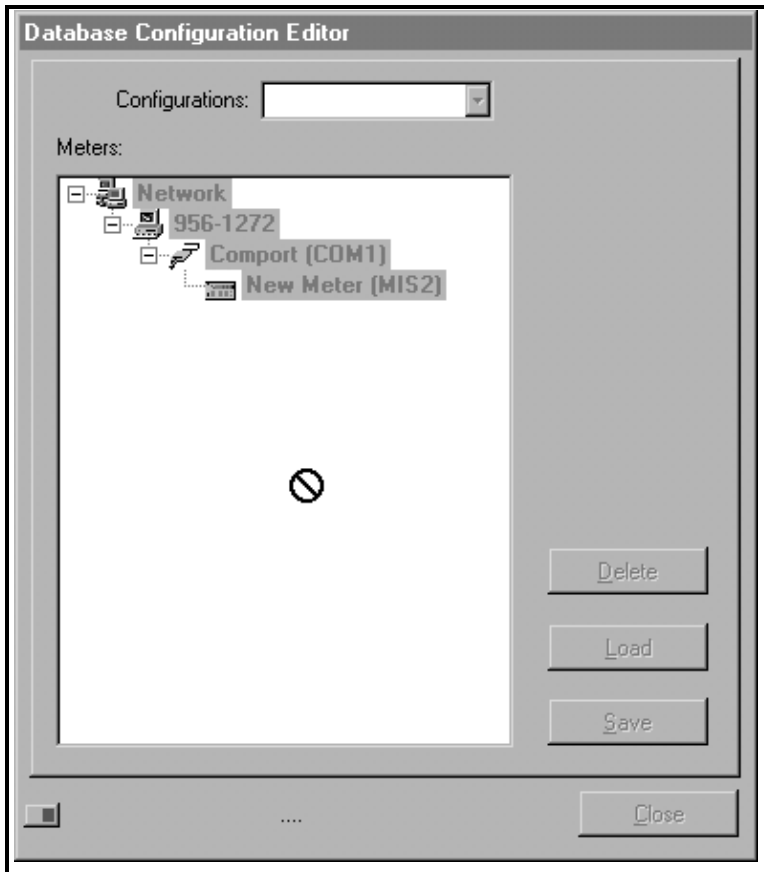 Database Configuration Editor
Configurations:
Meters:
Network
956-1272
Comport (COM1)
New Meter (MIS2)
Delete
Load
Save
....
Close